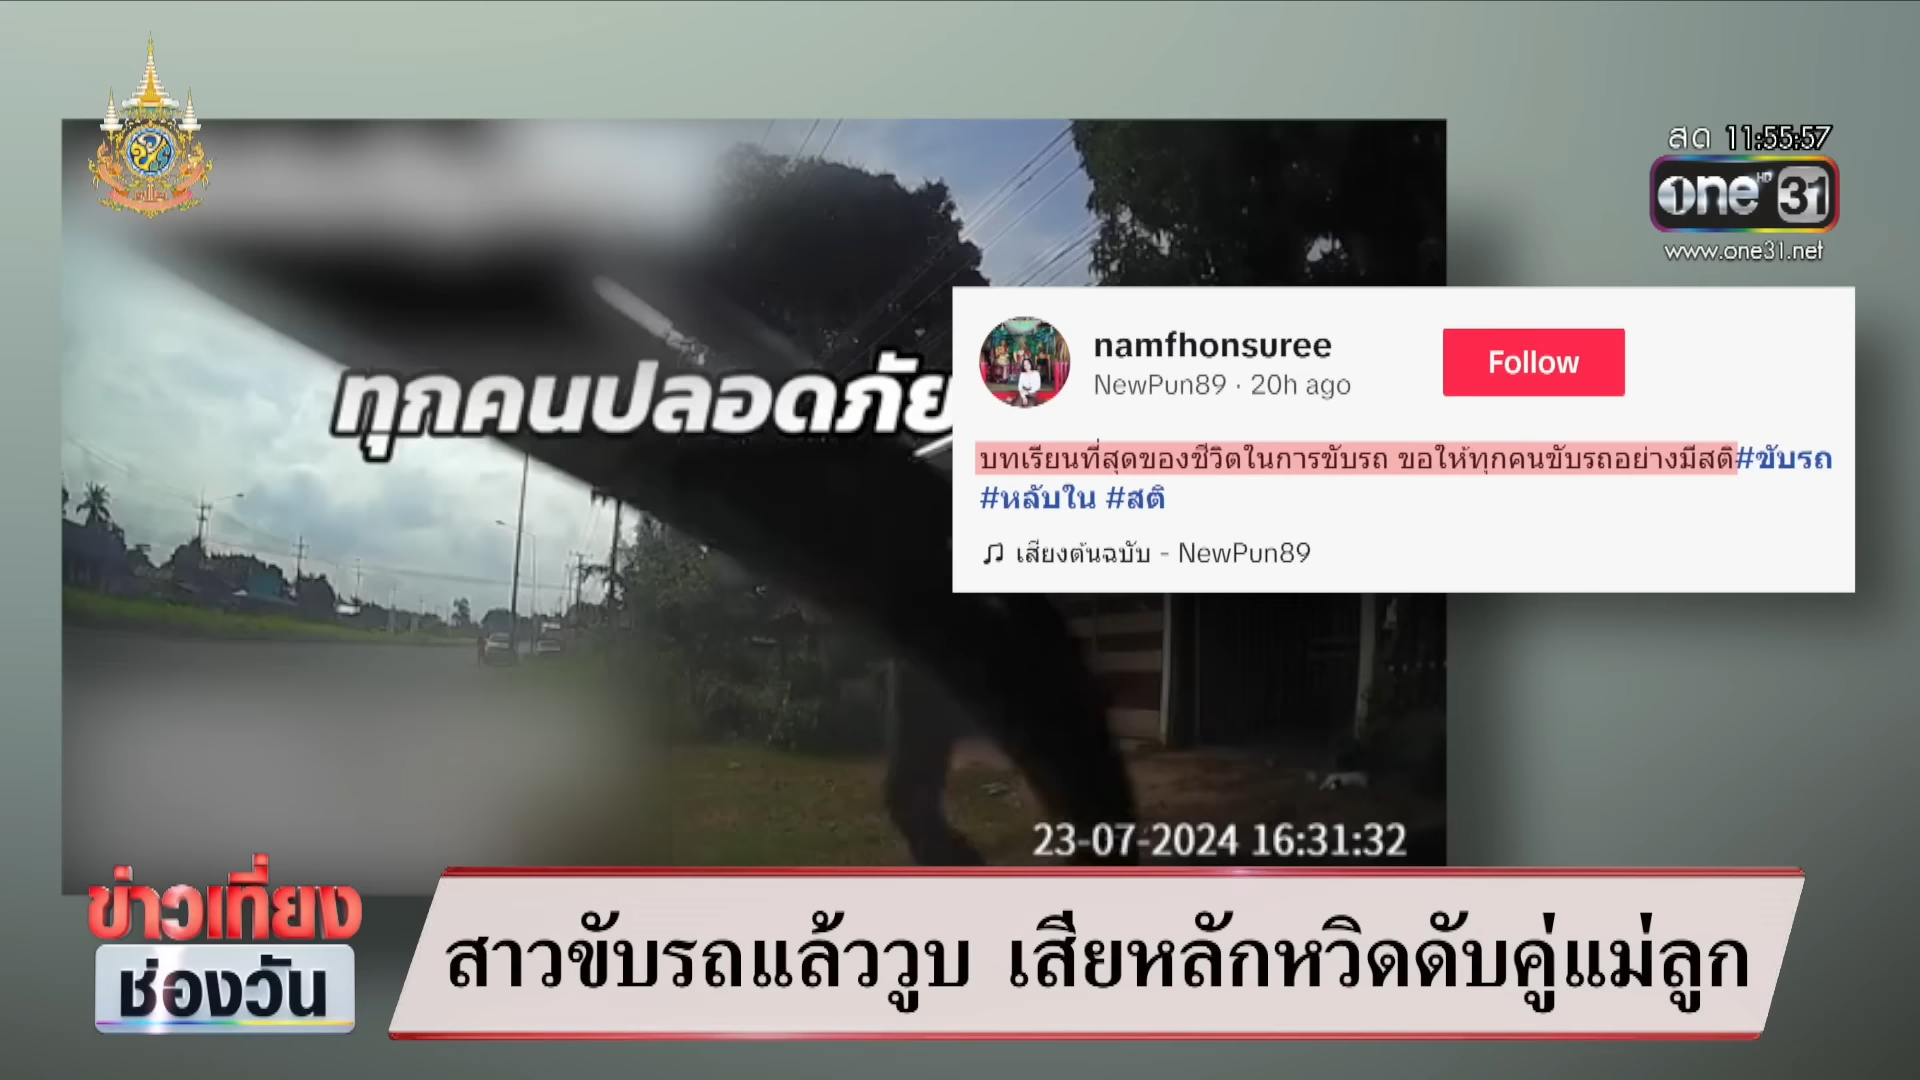 สด 11:55:57
one HD 31
www.one31.net
ทุกคนปลอดภัย
namfhonsuree
NewPun89 · 20h ago
Follow
บทเรียนที่สุดของชีวิตในการขับรถ ขอให้ทุกคนขับรถอย่างมีสติ#ขับรถ
#หลับใน #สติ
เสียงต้นฉบับ - NewPun89
23-07-2024 16:31:32
ข่าวเที่ยง
ช่องวัน
สาวขับรถแล้ววูบ เสียหลักหวิดดับคู่แม่ลูก